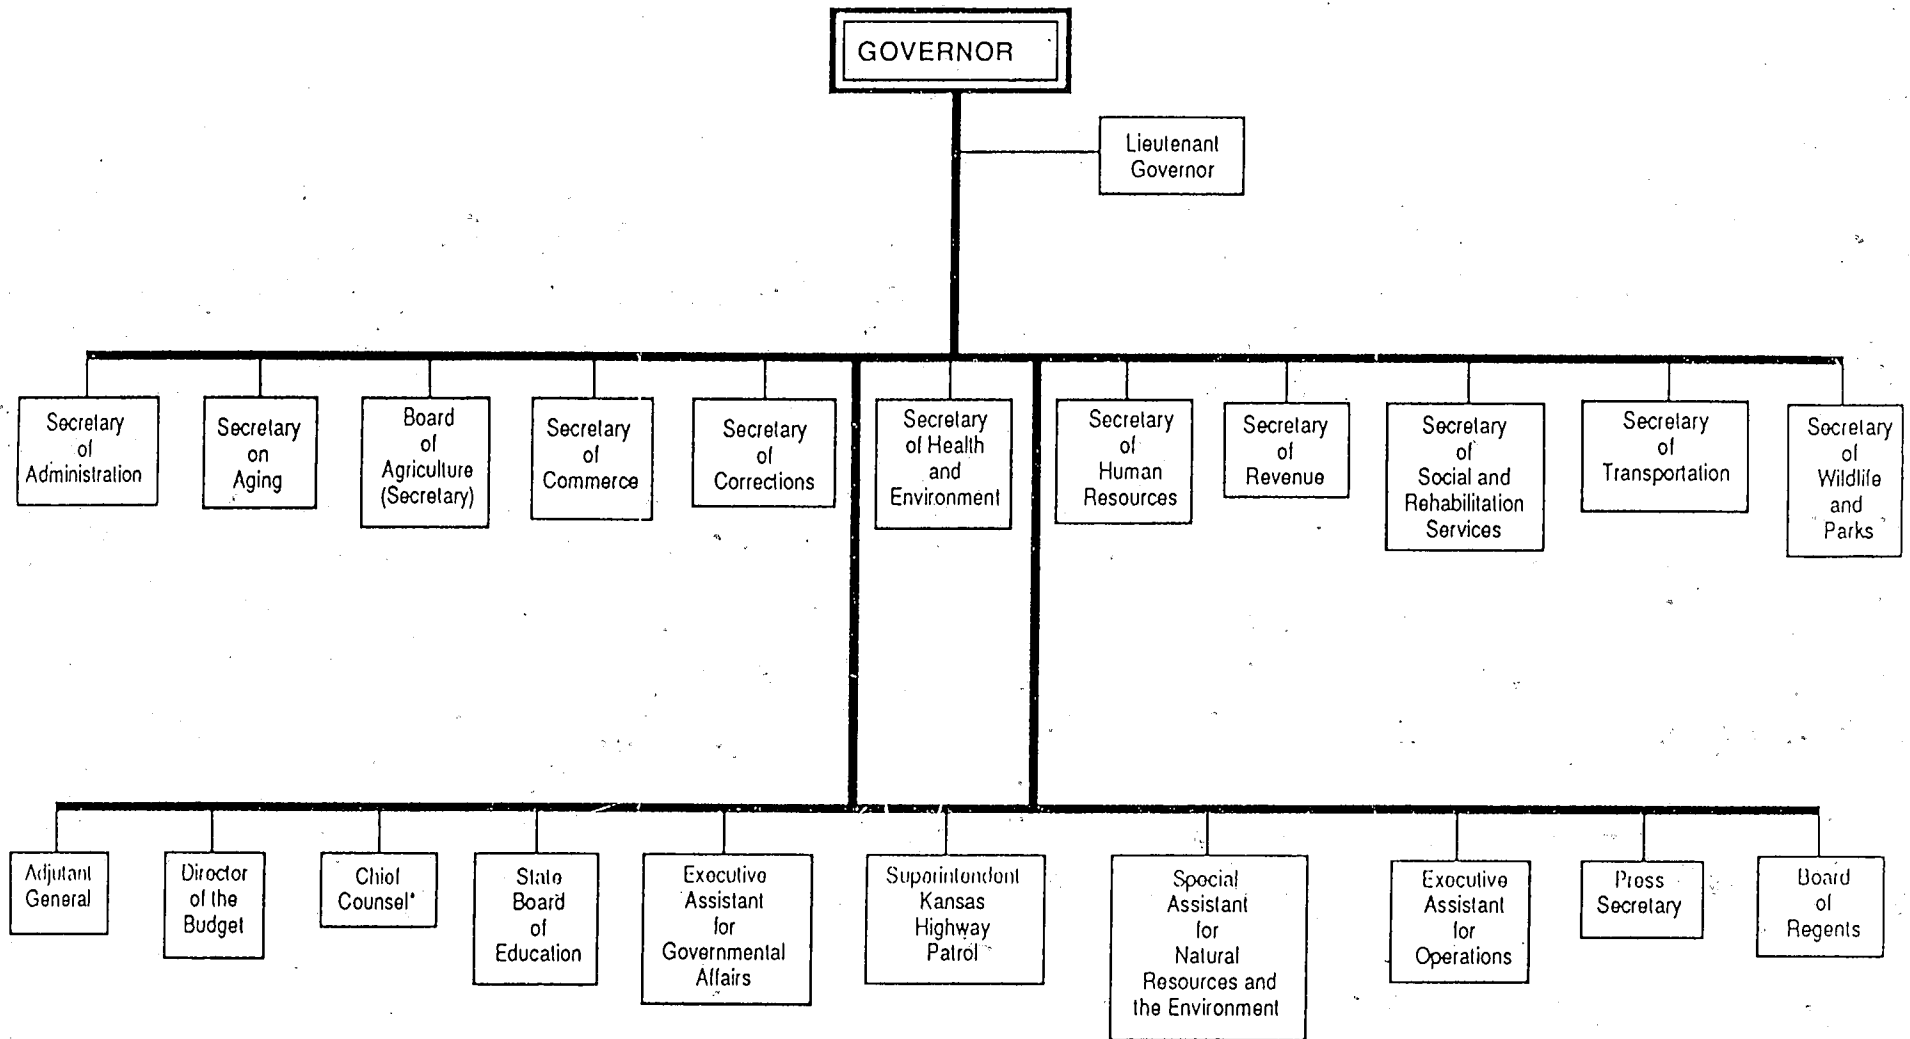 GOVERNOR
Lieutenant
Governor
Secretary
of
Administration
Secretary
on
Aging
Board
of
Agriculture
(Secretary)
Secretary
of
Commerce
Secretary
of
Corrections
Secretary
of Health
and
Environment
Secretary
of
Human
Resources
Secretary
of
Revenue
Secretary
of
Social and
Rehabilitation
Services
Secretary
of
Transportation
Secretary
of
Wildlife
and
Parks
Adjutant
General
Director
of the
Budget
Chief
Counsel*
State
Board
of
Education
Executive
Assistant
for
Governmental
Affairs
Superintendent
Kansas
Highway
Patrol
Special
Assistant
for
Natural
Resources and
the Environment
Executive
Assistant
for
Operations
Press
Secretary
Board
of
Regents